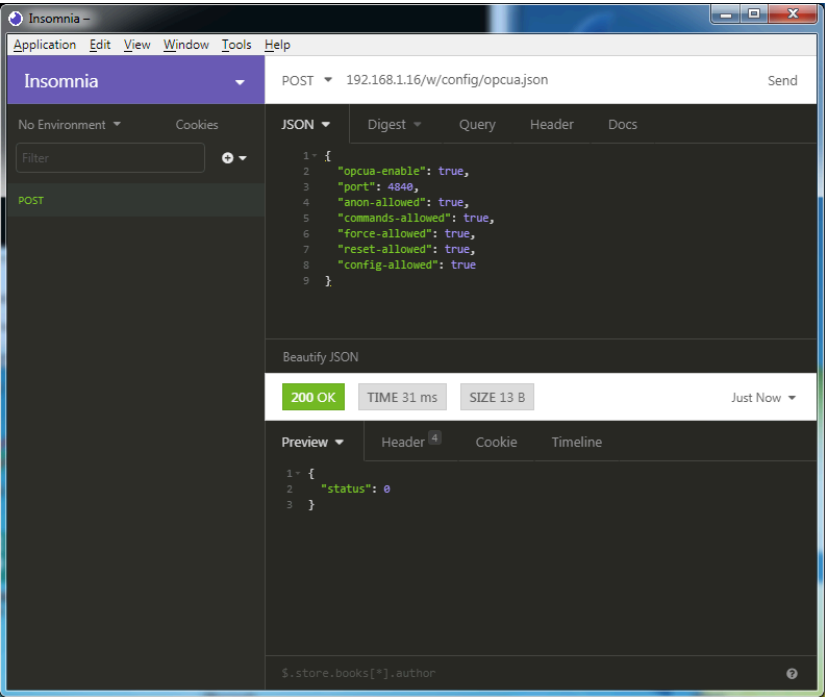 Insomnia –
Application Edit View Window Tools Help
Insomnia
POST 192.168.1.16/w/config/opcua.json Send
No Environment Cookies
Filter
POST
JSON Digest Query Header Docs
1 {
2 "opcua-enable": true,
3 "port": 4840,
4 "anon-allowed": true,
5 "commands-allowed": true,
6 "force-allowed": true,
7 "reset-allowed": true,
8 "config-allowed": true
9 }
Beautify JSON
200 OK TIME 31 ms SIZE 13 B Just Now
Preview Header 4 Cookie Timeline
1 {
2 "status": 0
3 }
$.store.books[*].author